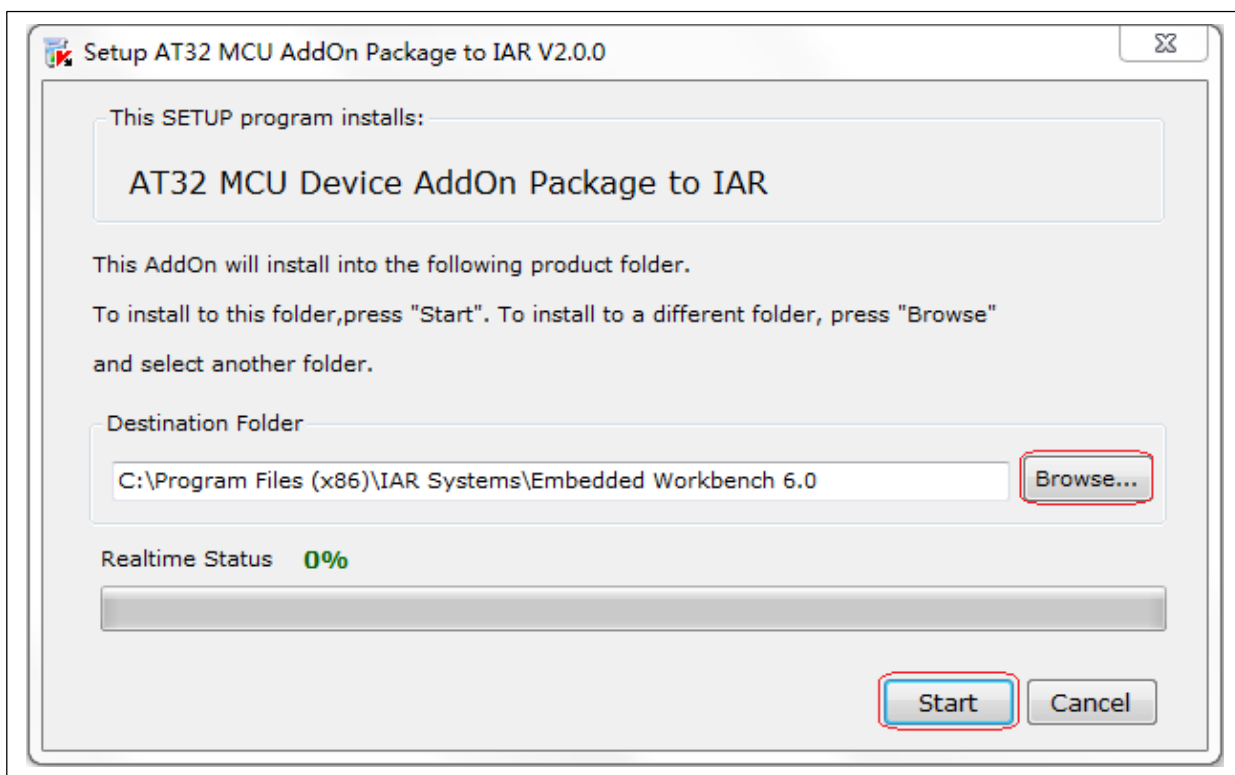 Setup AT32 MCU AddOn Package to IAR V2.0.0
This SETUP program installs:
AT32 MCU Device AddOn Package to IAR
This AddOn will install into the following product folder.
To install to this folder,press "Start". To install to a different folder, press "Browse"
and select another folder.
Destination Folder
C:\Program Files (x86)\IAR Systems\Embedded Workbench 6.0
Browse...
Realtime Status 0%
Start Cancel